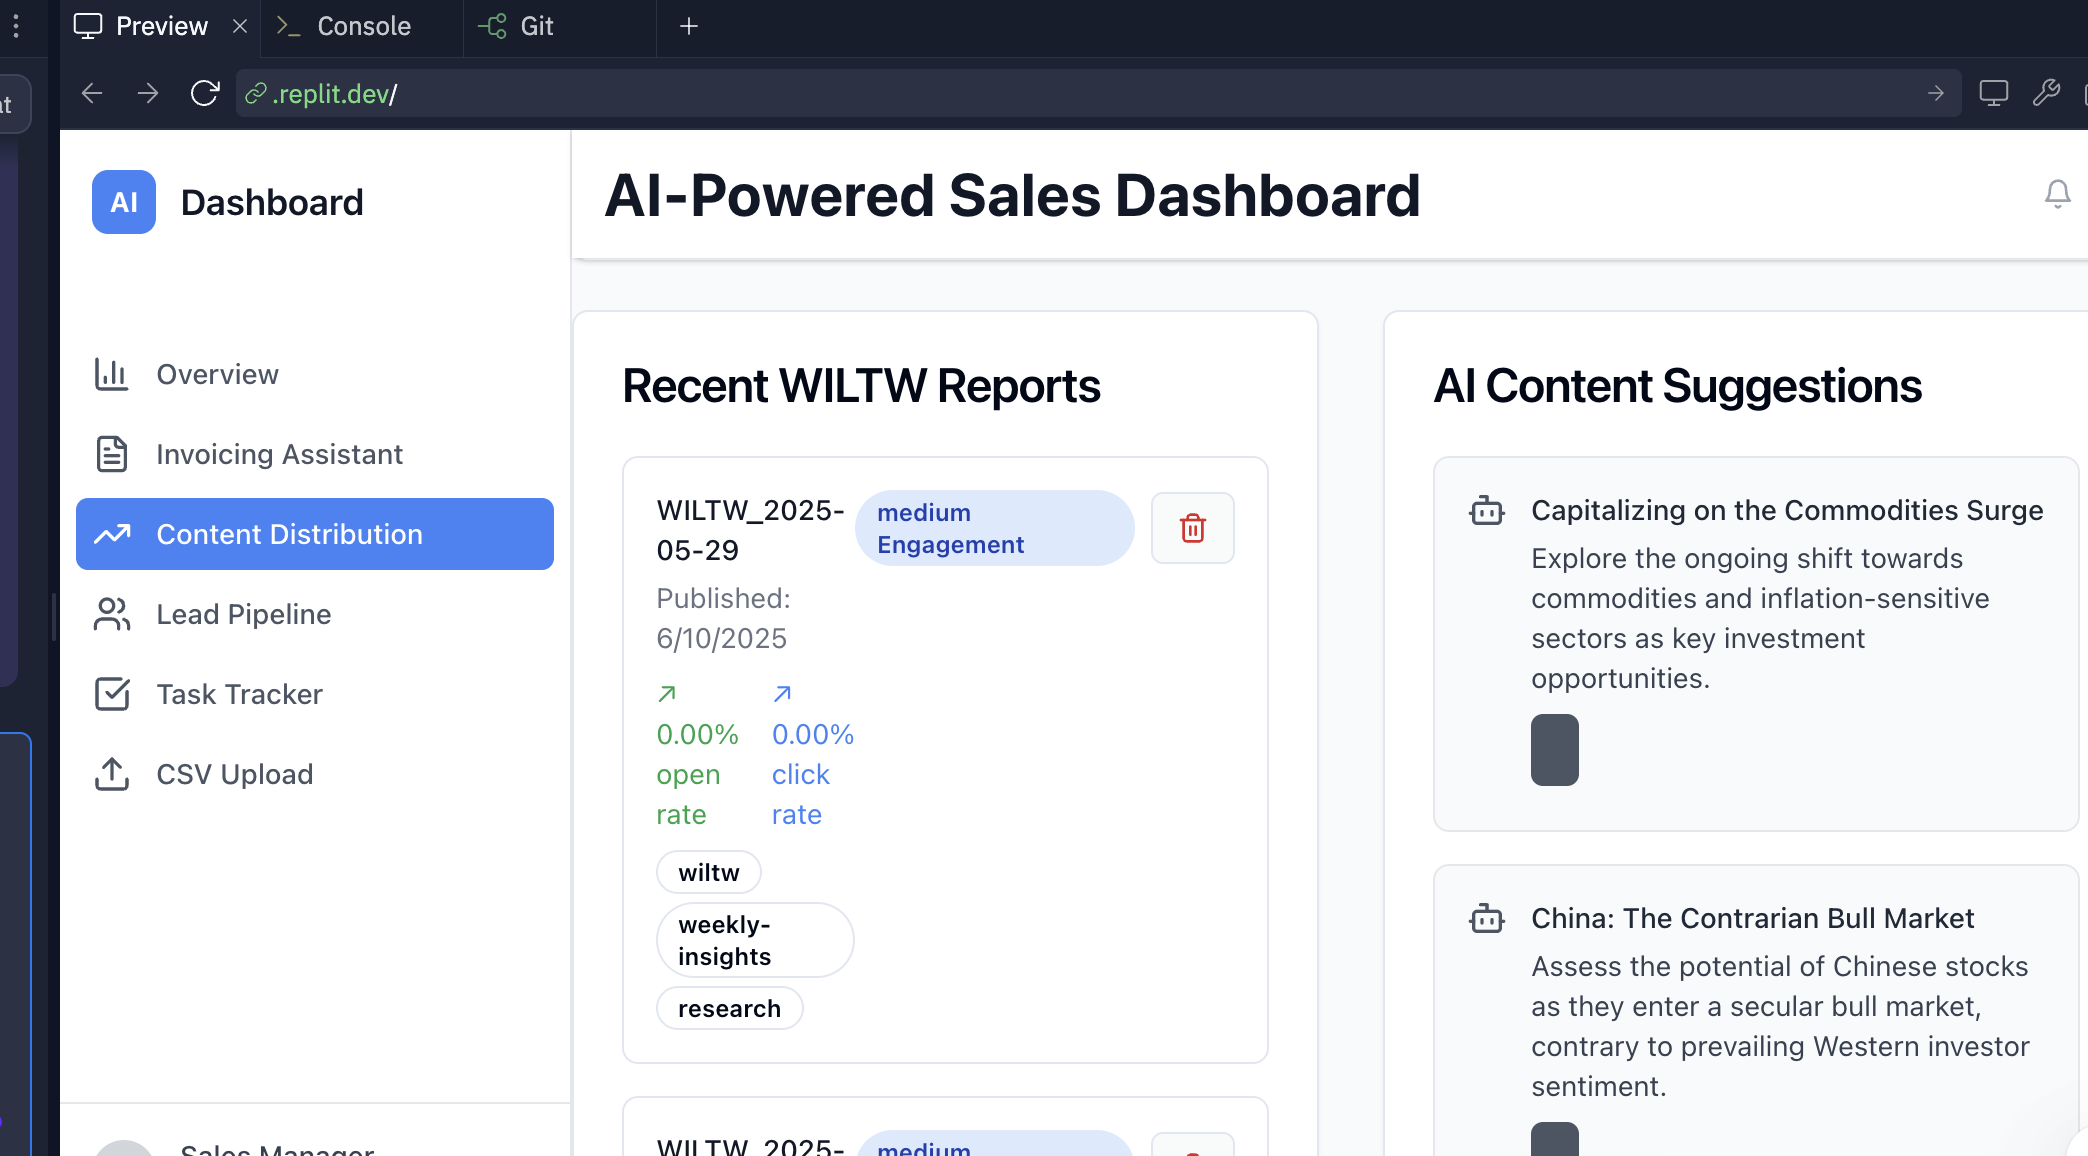 Preview
Console
Git
at
.replit.dev/
AI
Dashboard
AI-Powered Sales Dashboard
Overview
Invoicing Assistant
Content Distribution
Lead Pipeline
Task Tracker
CSV Upload
Sales Manager
Recent WILTW Reports
WILTW_2025-
05-29
medium
Engagement
Published:
6/10/2025
0.00%
open
rate
0.00%
click
rate
wiltw
weekly-
insights
research
WILTW_2025-
medium
AI Content Suggestions
Capitalizing on the Commodities Surge
Explore the ongoing shift towards
commodities and inflation-sensitive
sectors as key investment
opportunities.
China: The Contrarian Bull Market
Assess the potential of Chinese stocks
as they enter a secular bull market,
contrary to prevailing Western investor
sentiment.